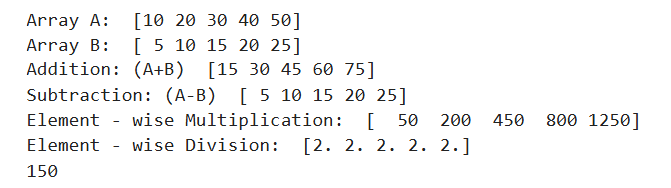 Array A:  [10 20 30 40 50]
Array B:  [ 5 10 15 20 25]
Addition: (A+B)  [15 30 45 60 75]
Subtraction: (A-B)  [ 5 10 15 20 25]
Element - wise Multiplication:  [  50  200  450  800 1250]
Element - wise Division:  [2. 2. 2. 2. 2.]
150